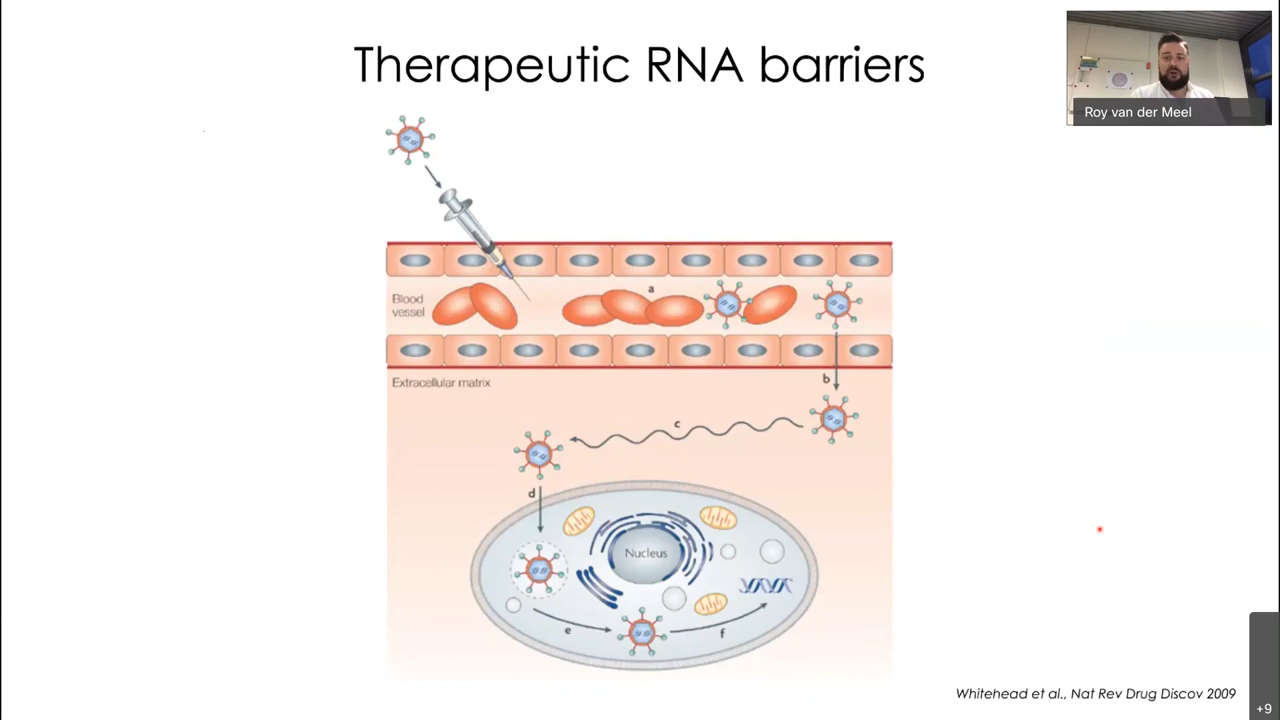 Therapeutic RNA barriers
Roy van der Meel
a
Blood
vessel
b
Extracellular matrix
c
d
Nucleus
e
f
Whitehead et al., Nat Rev Drug Discov 2009
+9